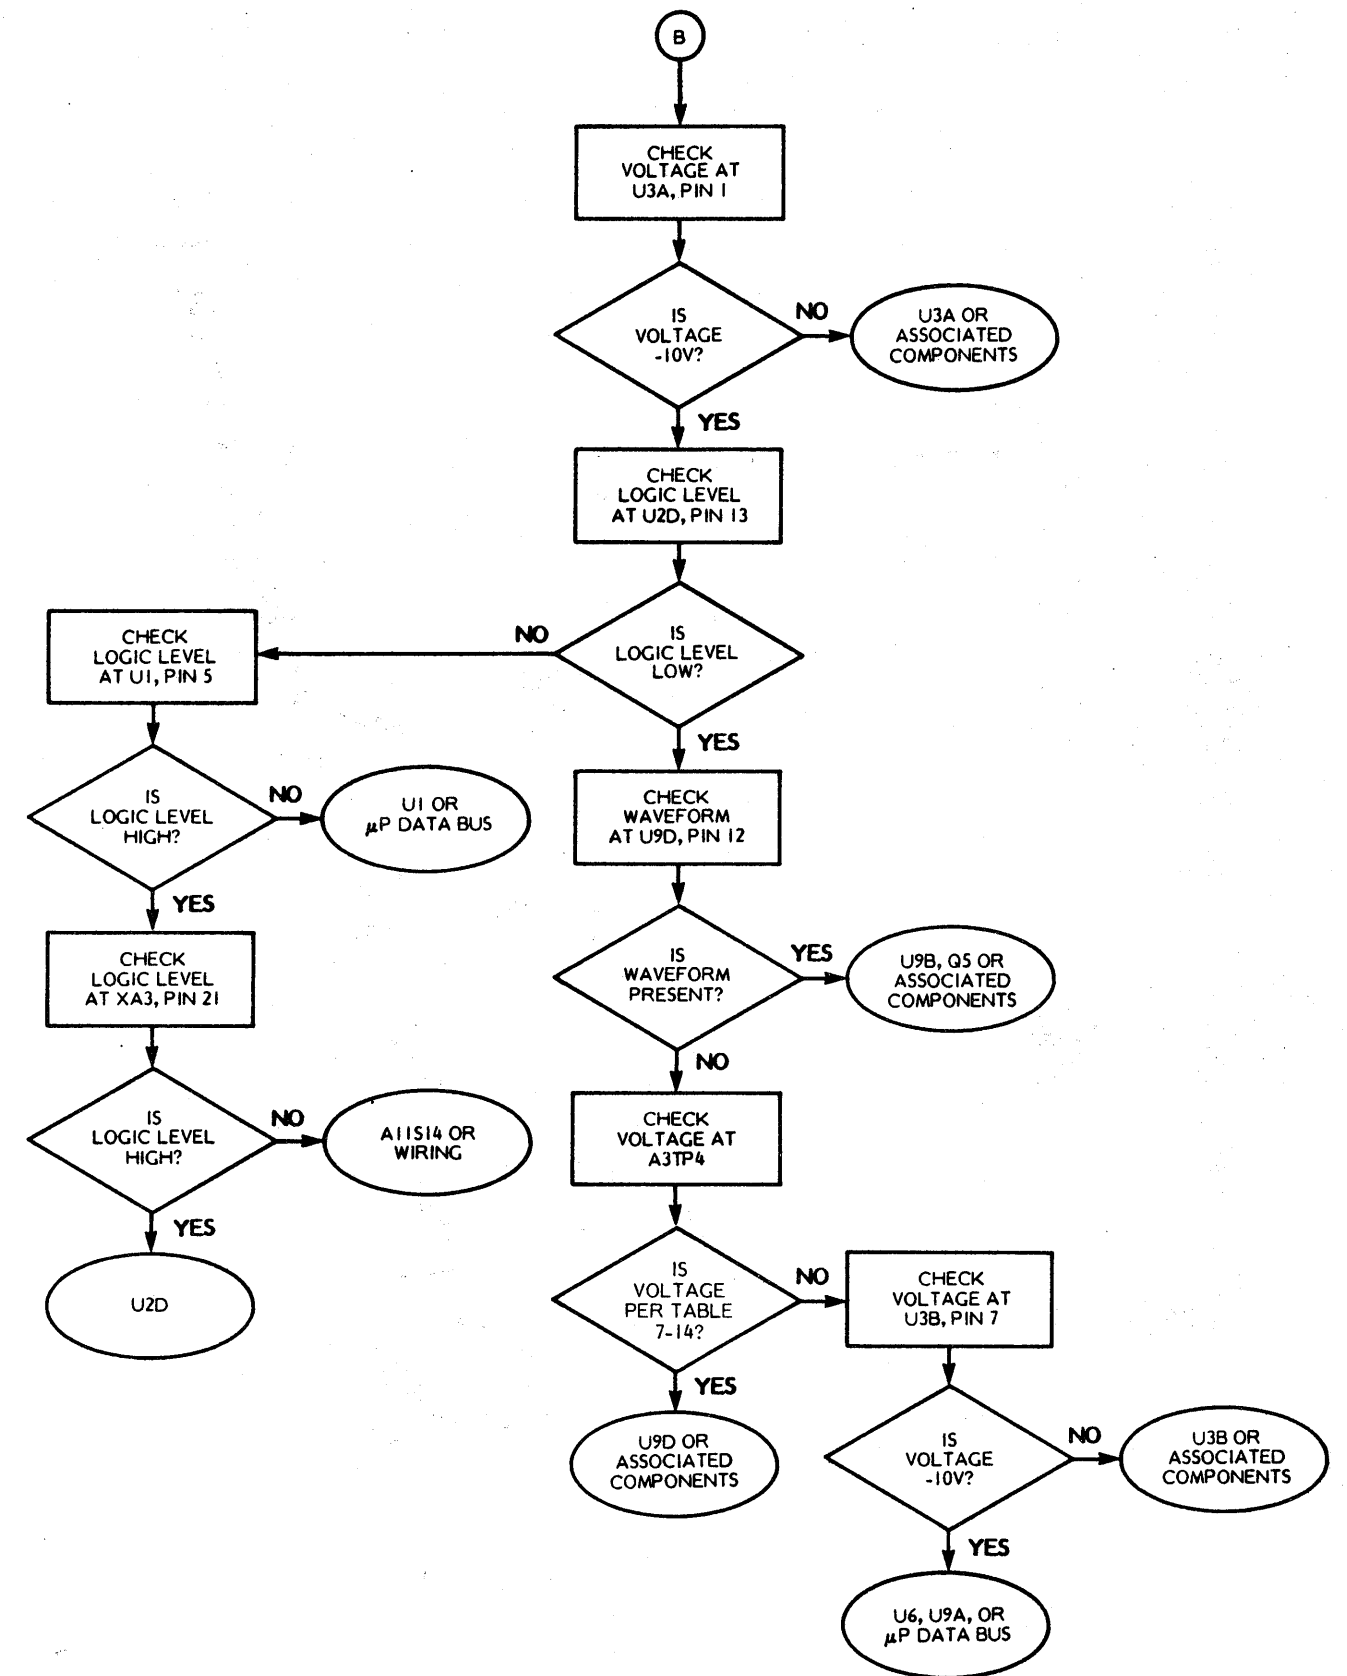 B
CHECK
VOLTAGE AT
U3A, PIN 1
IS
VOLTAGE
-10V?
NO
U3A OR
ASSOCIATED
COMPONENTS
YES
CHECK
LOGIC LEVEL
AT U2D, PIN 13
IS
LOGIC LEVEL
LOW?
NO
CHECK
LOGIC LEVEL
AT U1, PIN 5
IS
LOGIC LEVEL
HIGH?
NO
U1 OR
µP DATA BUS
YES
CHECK
LOGIC LEVEL
AT XA3, PIN 21
IS
LOGIC LEVEL
HIGH?
NO
A11S14 OR
WIRING
YES
U2D
YES
CHECK
WAVEFORM
AT U9D, PIN 12
IS
WAVEFORM
PRESENT?
YES
U9B, Q5 OR
ASSOCIATED
COMPONENTS
NO
CHECK
VOLTAGE AT
A3TP4
IS
VOLTAGE
PER TABLE
7-14?
YES
U9D OR
ASSOCIATED
COMPONENTS
NO
CHECK
VOLTAGE AT
U3B, PIN 7
IS
VOLTAGE
-10V?
NO
U3B OR
ASSOCIATED
COMPONENTS
YES
U6, U9A, OR
µP DATA BUS